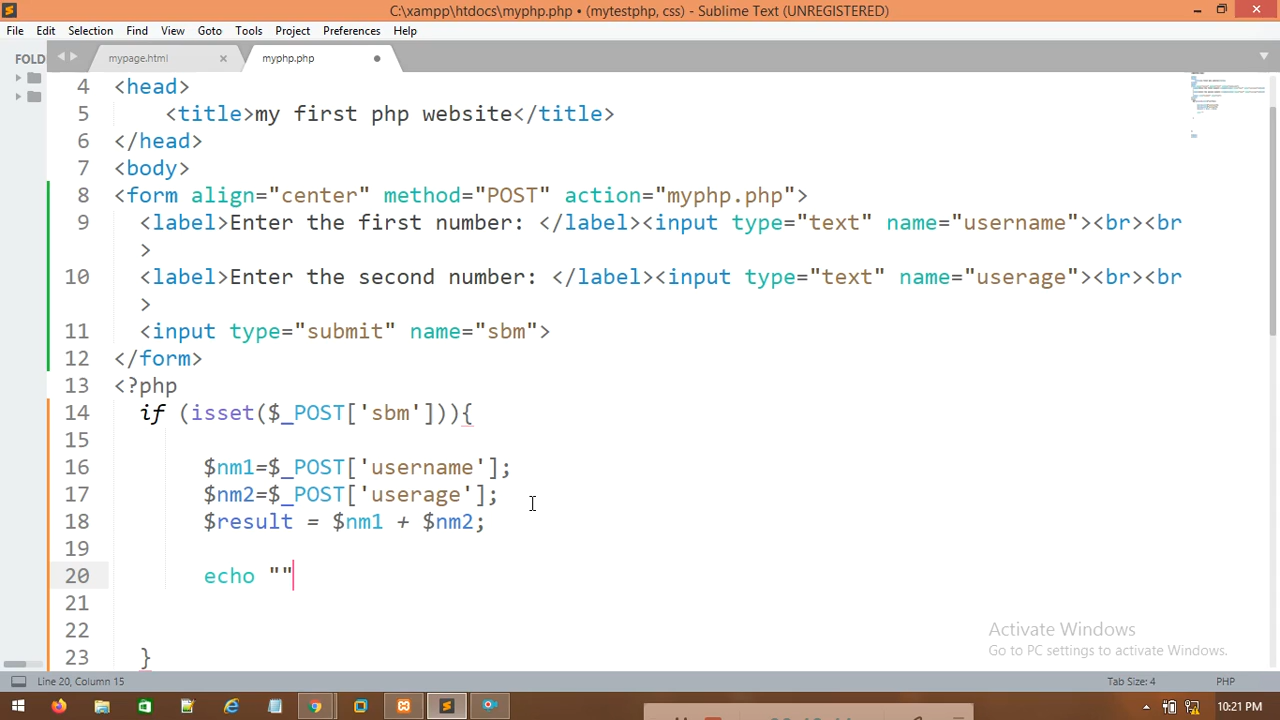 C:\xampp\htdocs\myphp.php • (mytestphp, css) - Sublime Text (UNREGISTERED)
File Edit Selection Find View Goto Tools Project Preferences Help
FOLD
mypage.html × myphp.php •
4 <head>
5 <title>my first php website</title>
6 </head>
7 <body>
8 <form align="center" method="POST" action="myphp.php">
9 <label>Enter the first number: </label><input type="text" name="username"><br><br
>
10 <label>Enter the second number: </label><input type="text" name="userage"><br><br
>
11 <input type="submit" name="sbm">
12 </form>
13 <?php
14 if (isset($_POST['sbm'])){
15
16 $nm1=$_POST['username'];
17 $nm2=$_POST['userage'];
18 $result = $nm1 + $nm2;
19
20 echo ""
21
22
23 }
Activate Windows
Go to PC settings to activate Windows.
Line 20, Column 15 Tab Size: 4 PHP
10:21 PM